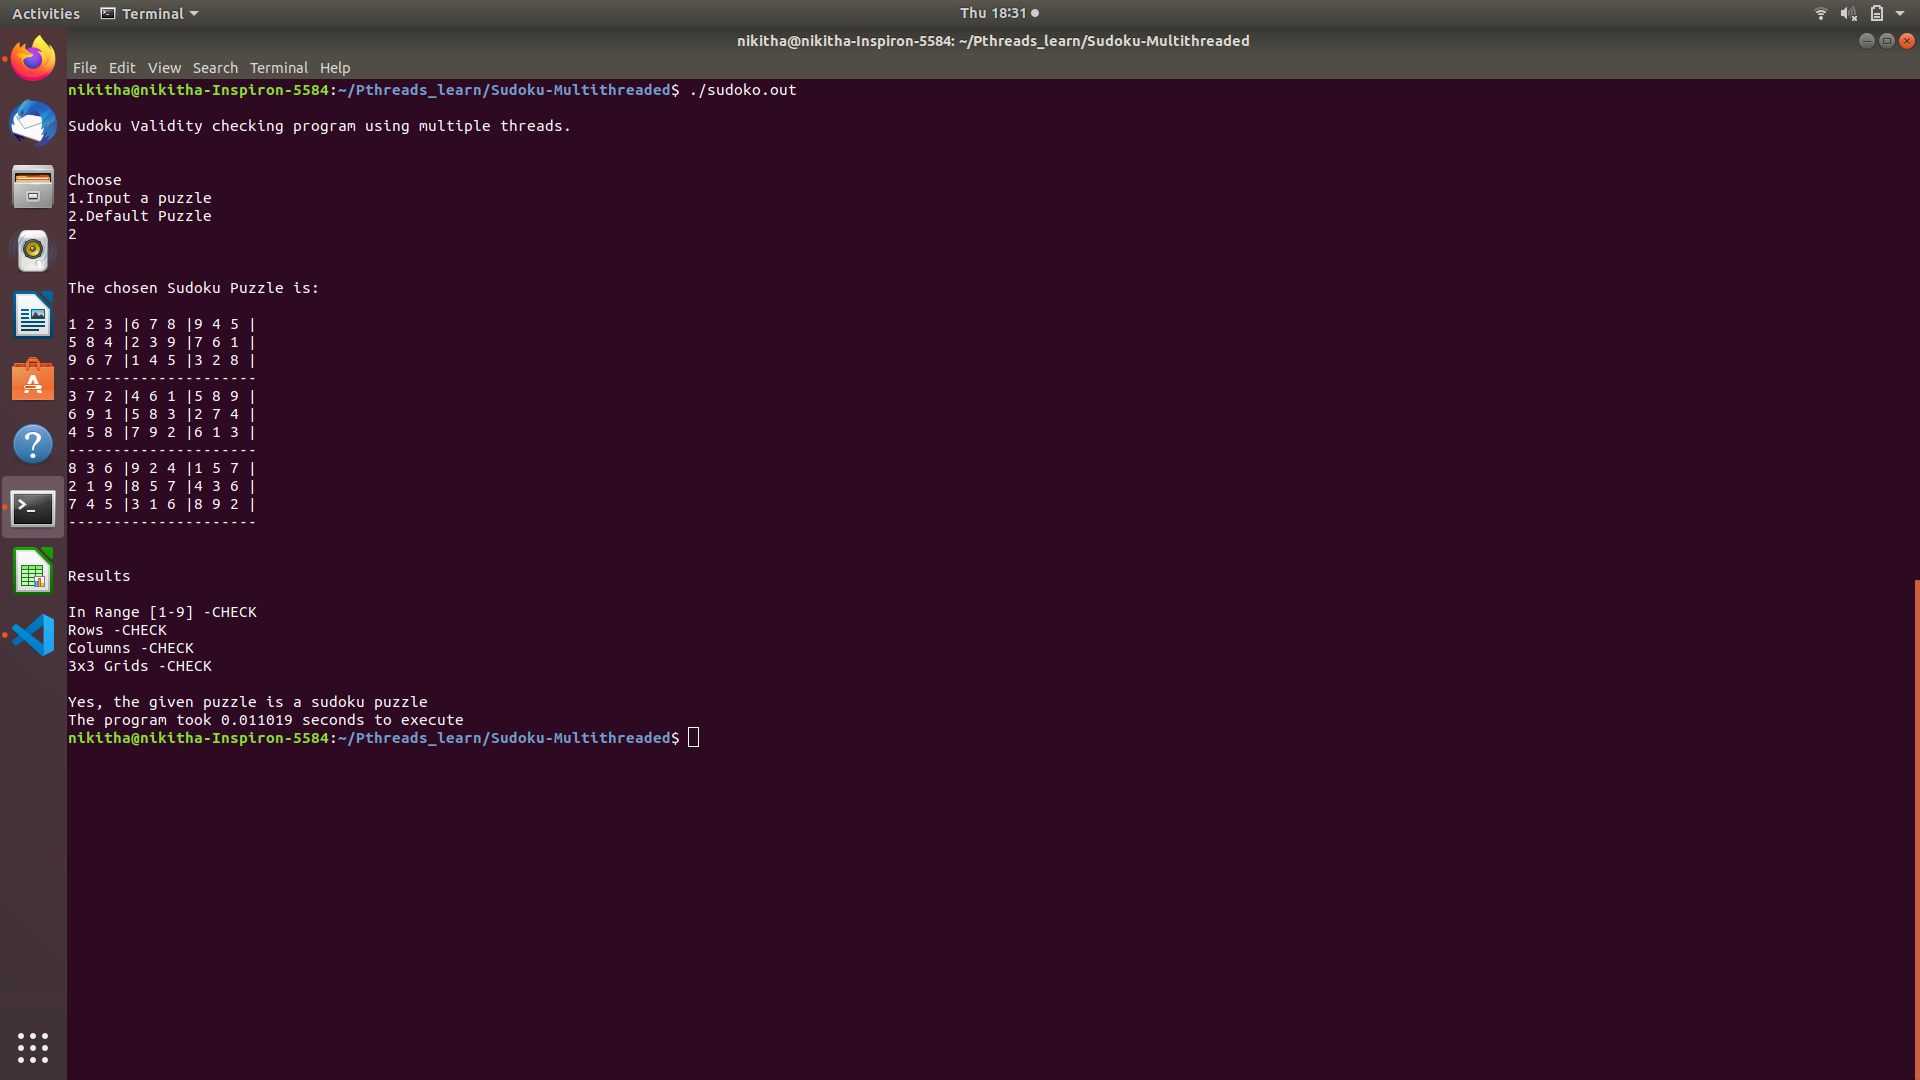 Activities Terminal Thu 18:31
nikitha@nikitha-Inspiron-5584: ~/Pthreads_learn/Sudoku-Multithreaded
File Edit View Search Terminal Help
nikitha@nikitha-Inspiron-5584:~/Pthreads_learn/Sudoku-Multithreaded$ ./sudoko.out
Sudoku Validity checking program using multiple threads.
Choose
1.Input a puzzle
2.Default Puzzle
2
The chosen Sudoku Puzzle is:
1 2 3 |6 7 8 |9 4 5 |
5 8 4 |2 3 9 |7 6 1 |
9 6 7 |1 4 5 |3 2 8 |
---------------------
3 7 2 |4 6 1 |5 8 9 |
6 9 1 |5 8 3 |2 7 4 |
4 5 8 |7 9 2 |6 1 3 |
---------------------
8 3 6 |9 2 4 |1 5 7 |
2 1 9 |8 5 7 |4 3 6 |
7 4 5 |3 1 6 |8 9 2 |
---------------------
Results
In Range [1-9] -CHECK
Rows -CHECK
Columns -CHECK
3x3 Grids -CHECK
Yes, the given puzzle is a sudoku puzzle
The program took 0.011019 seconds to execute
nikitha@nikitha-Inspiron-5584:~/Pthreads_learn/Sudoku-Multithreaded$